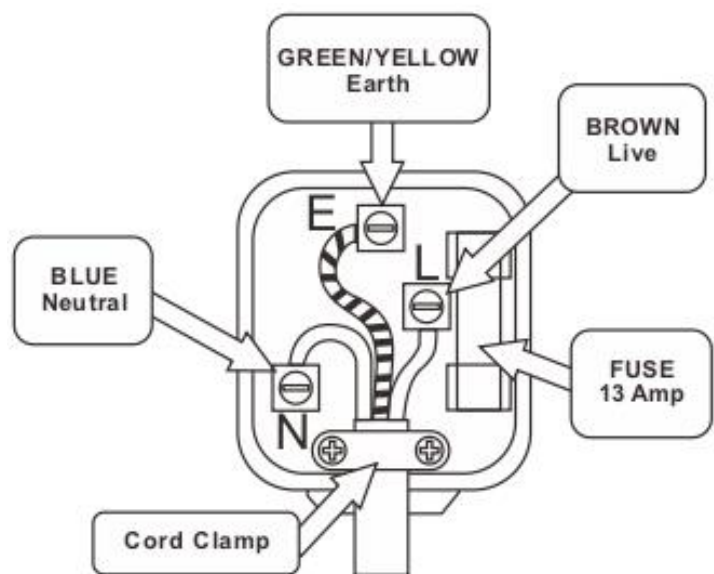 GREEN/YELLOW
Earth
BROWN
Live
E
L
BLUE
Neutral
FUSE
13 Amp
N
Cord Clamp